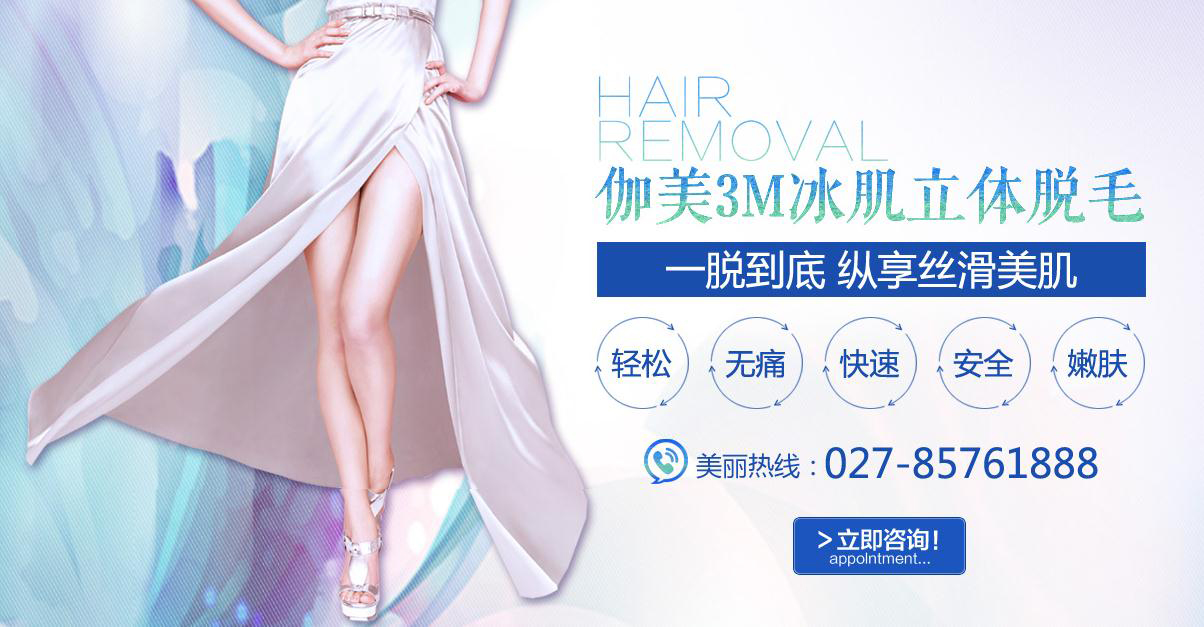 HAIR
REMOVAL
伽美3M冰肌立体脱毛
一脱到底 纵享丝滑美肌
轻松 无痛 快速 安全 嫩肤
美丽热线：027-85761888
>立即咨询！
appolntment...